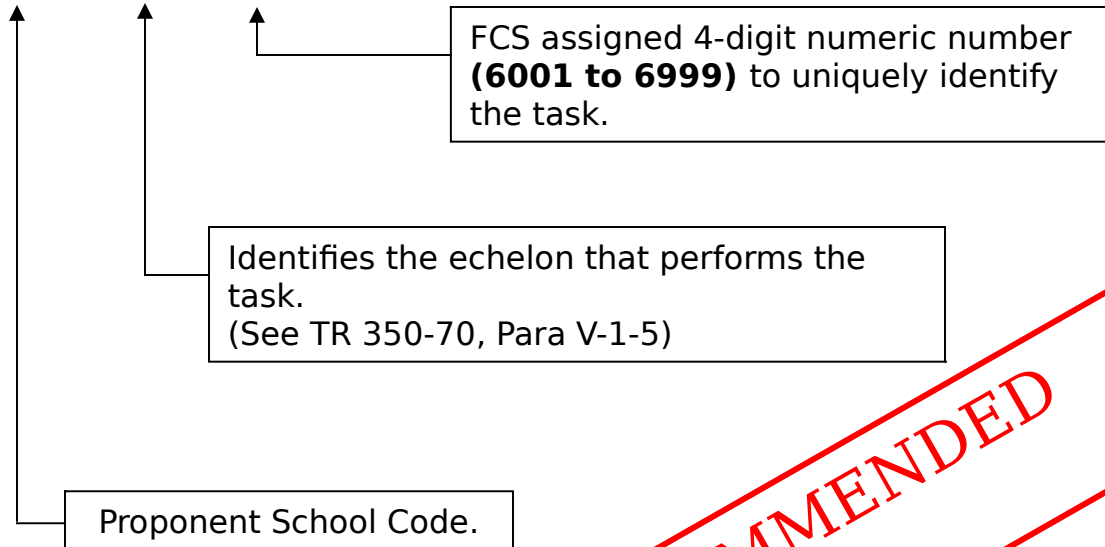 FCS assigned 4-digit numeric number
(6001 to 6999) to uniquely identify
the task.
Identifies the echelon that performs the
task.
(See TR 350-70, Para V-1-5)
Proponent School Code.
MMENDED